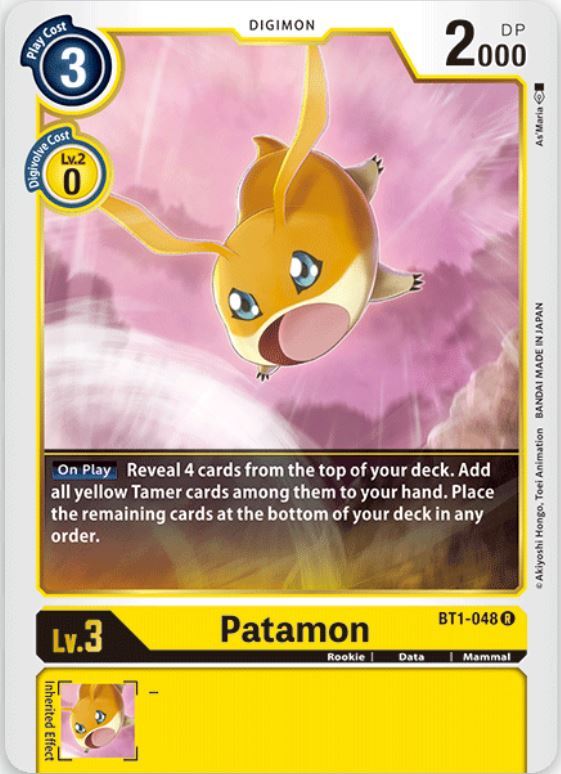 Play Cost
3
DIGIMON
2000
DP
Digivolve Cost
Lv.2
0
As'Maria
On Play Reveal 4 cards from the top of your deck. Add
all yellow Tamer cards among them to your hand. Place
the remaining cards at the bottom of your deck in any
order.
©Akiyoshi Hongo, Toei Animation BANDAI MADE IN JAPAN
Lv.3
Patamon
BT1-048 R
Rookie | Data | Mammal
Inherited Effect
–